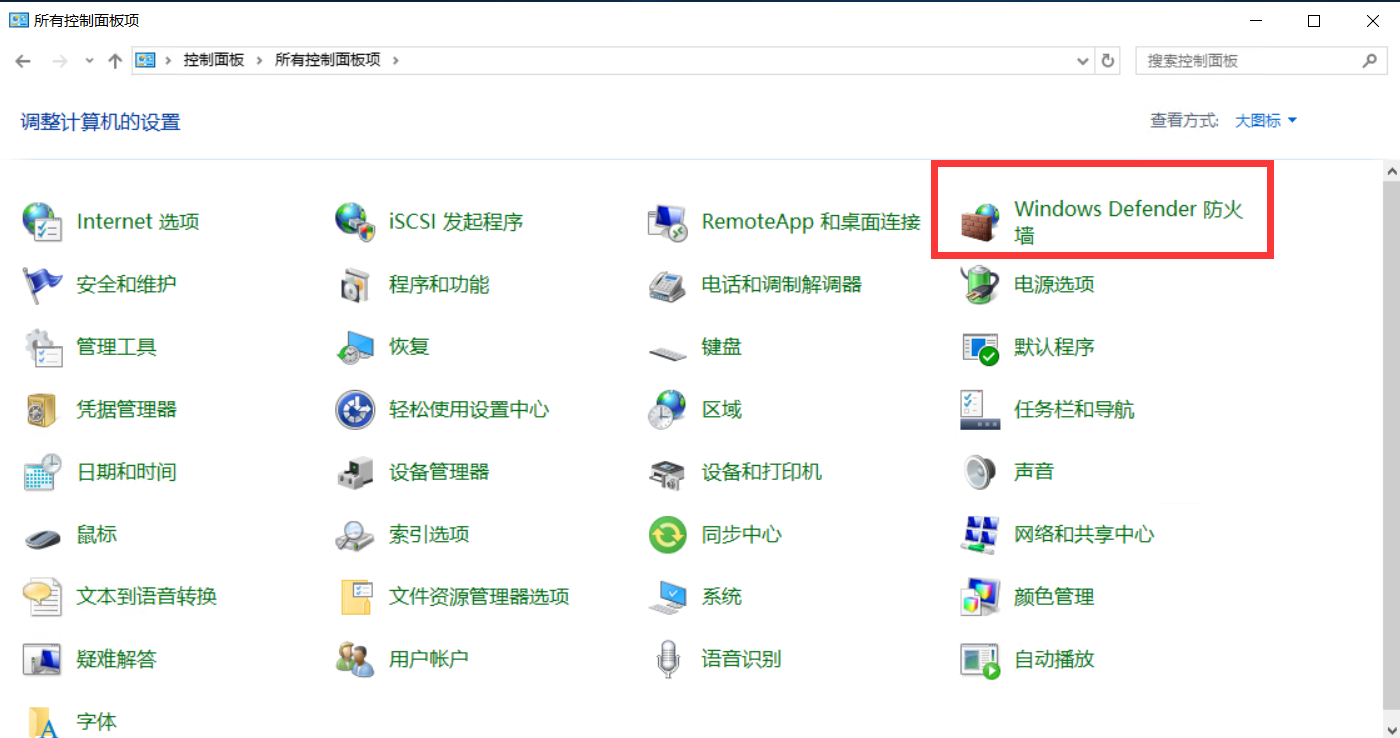 所有控制面板项
控制面板 所有控制面板项
搜索控制面板
调整计算机的设置
查看方式: 大图标
Internet 选项
iSCSI 发起程序
RemoteApp 和桌面连接
Windows Defender 防火
墙
安全和维护
程序和功能
电话和调制解调器
电源选项
管理工具
恢复
键盘
默认程序
凭据管理器
轻松使用设置中心
区域
任务栏和导航
日期和时间
设备管理器
设备和打印机
声音
鼠标
索引选项
同步中心
网络和共享中心
文本到语音转换
文件资源管理器选项
系统
颜色管理
疑难解答
用户帐户
语音识别
自动播放
字体